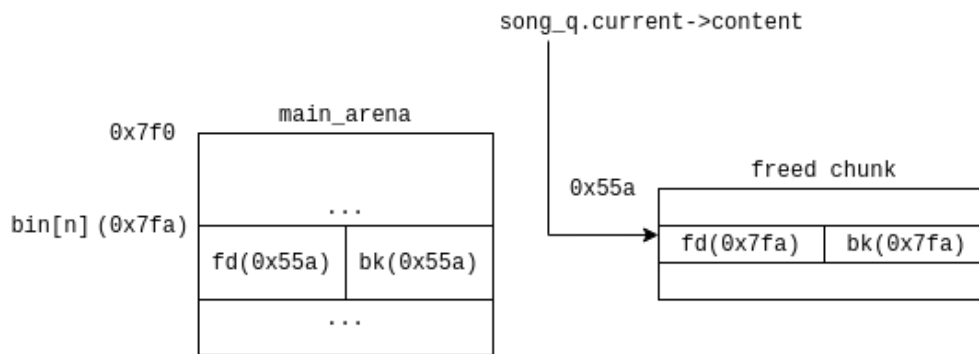 song_q.current->content
main_arena
0x7f0
freed chunk
0x55a
...
bin[n] (0x7fa)
fd(0x55a) bk(0x55a)
fd(0x7fa) bk(0x7fa)
...